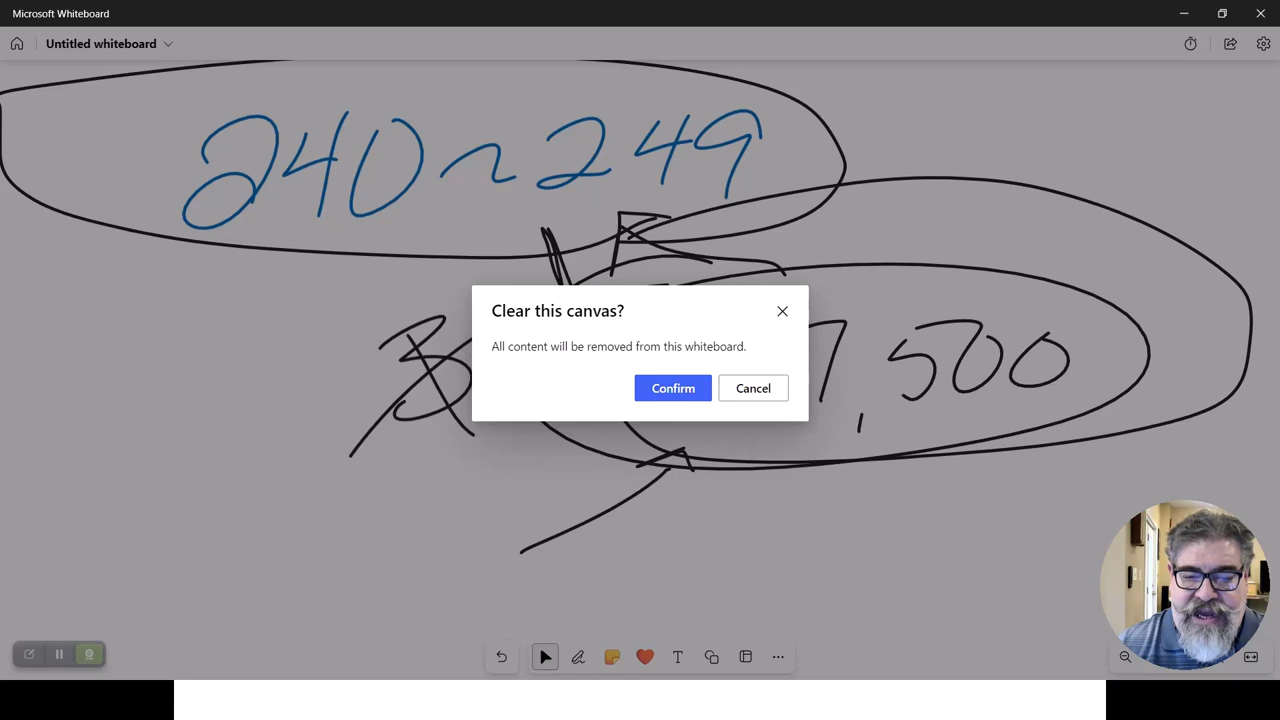 Microsoft Whiteboard
Untitled whiteboard
240 ~ 249
Clear this canvas?
All content will be removed from this whiteboard.
Confirm Cancel
7,500
T